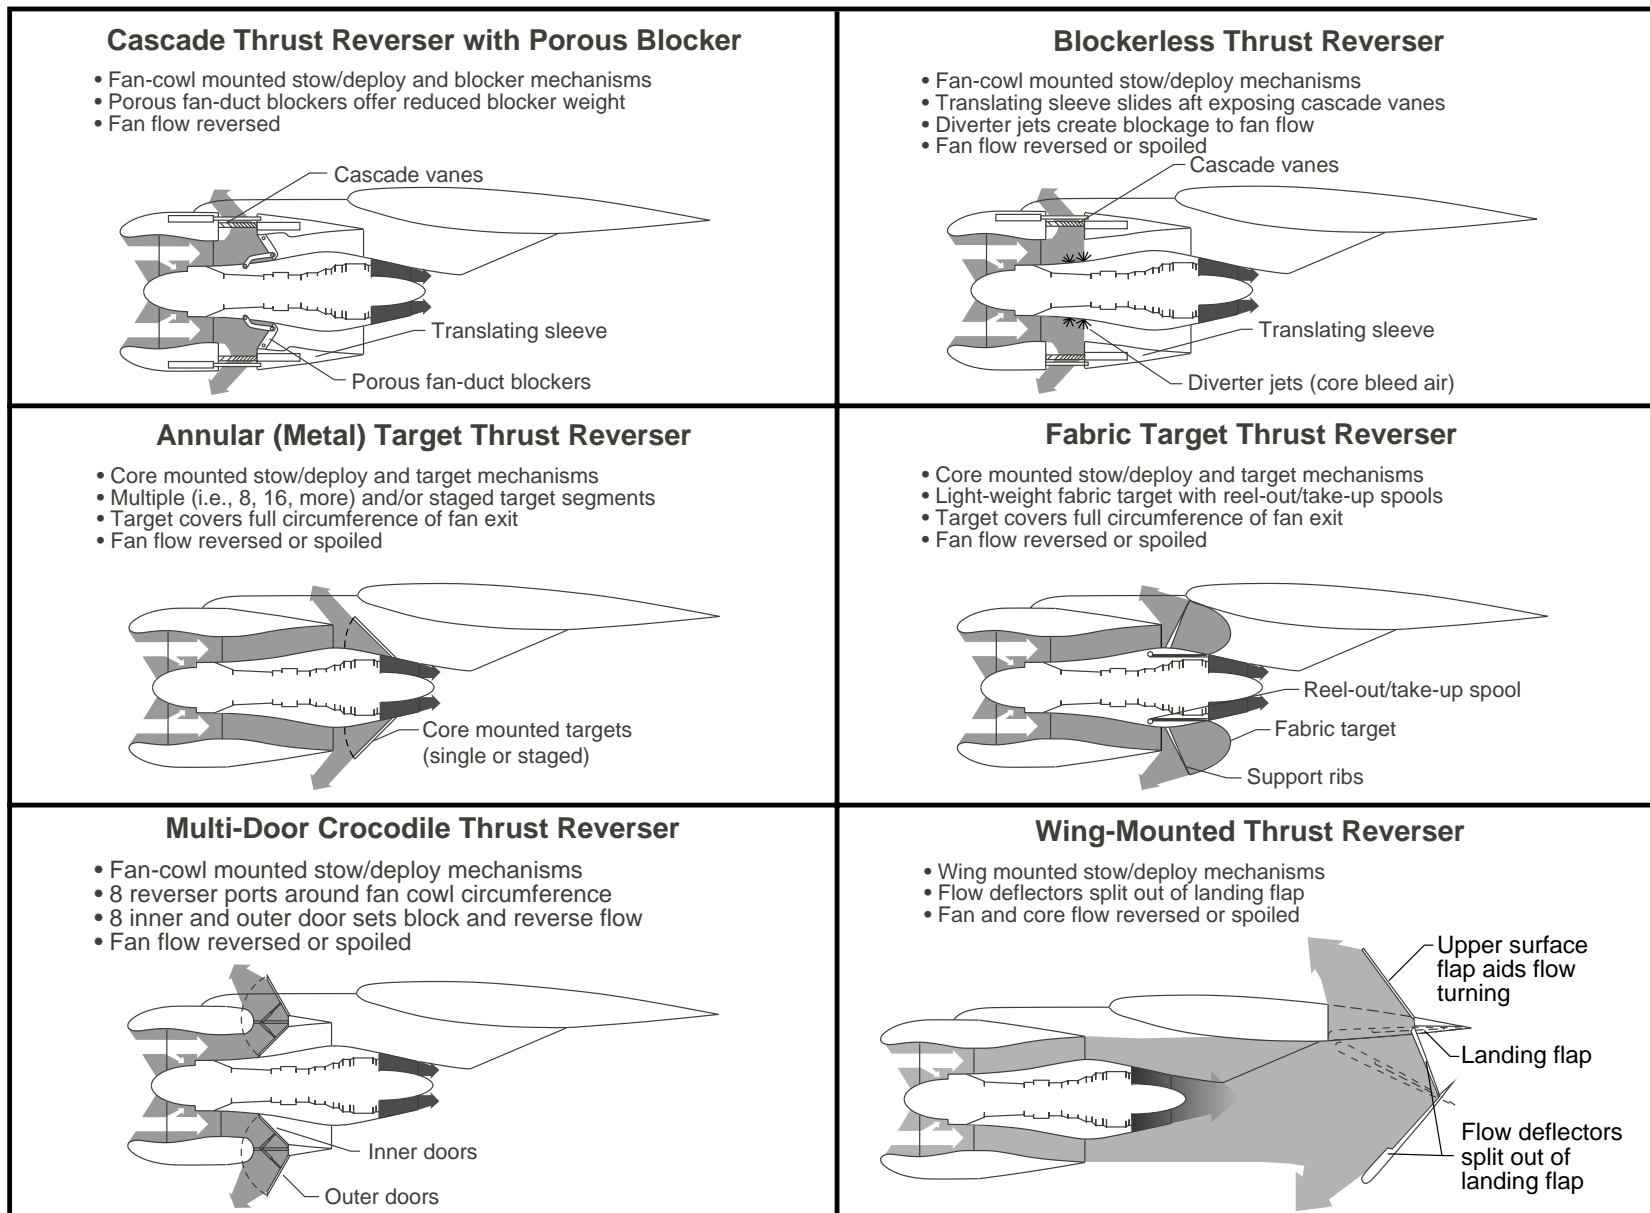 Cascade Thrust Reverser with Porous Blocker
• Fan-cowl mounted stow/deploy and blocker mechanisms
• Porous fan-duct blockers offer reduced blocker weight
• Fan flow reversed
Cascade vanes
Translating sleeve
Porous fan-duct blockers
Blockerless Thrust Reverser
• Fan-cowl mounted stow/deploy mechanisms
• Translating sleeve slides aft exposing cascade vanes
• Diverter jets create blockage to fan flow
• Fan flow reversed or spoiled
Cascade vanes
Translating sleeve
Diverter jets (core bleed air)
Annular (Metal) Target Thrust Reverser
• Core mounted stow/deploy and target mechanisms
• Multiple (i.e., 8, 16, more) and/or staged target segments
• Target covers full circumference of fan exit
• Fan flow reversed or spoiled
Core mounted targets
(single or staged)
Fabric Target Thrust Reverser
• Core mounted stow/deploy and target mechanisms
• Light-weight fabric target with reel-out/take-up spools
• Target covers full circumference of fan exit
• Fan flow reversed or spoiled
Reel-out/take-up spool
Fabric target
Support ribs
Multi-Door Crocodile Thrust Reverser
• Fan-cowl mounted stow/deploy mechanisms
• 8 reverser ports around fan cowl circumference
• 8 inner and outer door sets block and reverse flow
• Fan flow reversed or spoiled
Inner doors
Outer doors
Wing-Mounted Thrust Reverser
• Wing mounted stow/deploy mechanisms
• Flow deflectors split out of landing flap
• Fan and core flow reversed or spoiled
Upper surface
flap aids flow
turning
Landing flap
Flow deflectors
split out of
landing flap